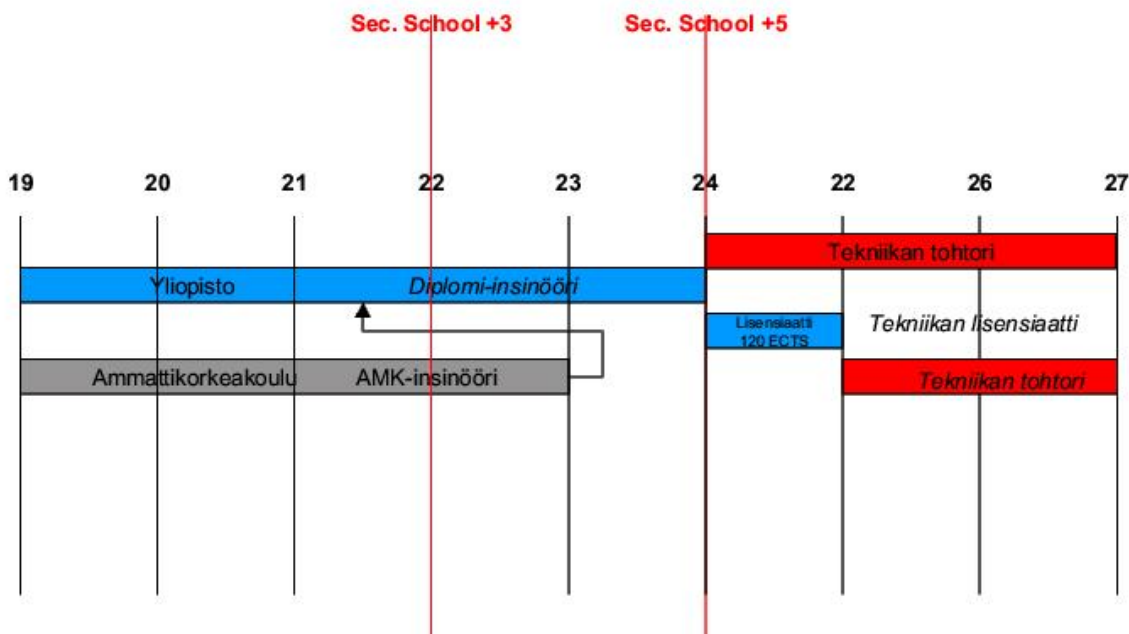 Sec. School +3 Sec. School +5
19 20 21 22 23 24 22 26 27
Tekniikan tohtori
Yliopisto Diplomi-insinööri
Lisensiaatti
120 ECTS
Tekniikan lisensiaatti
Ammattikorkeakoulu AMK-insinööri Tekniikan tohtori